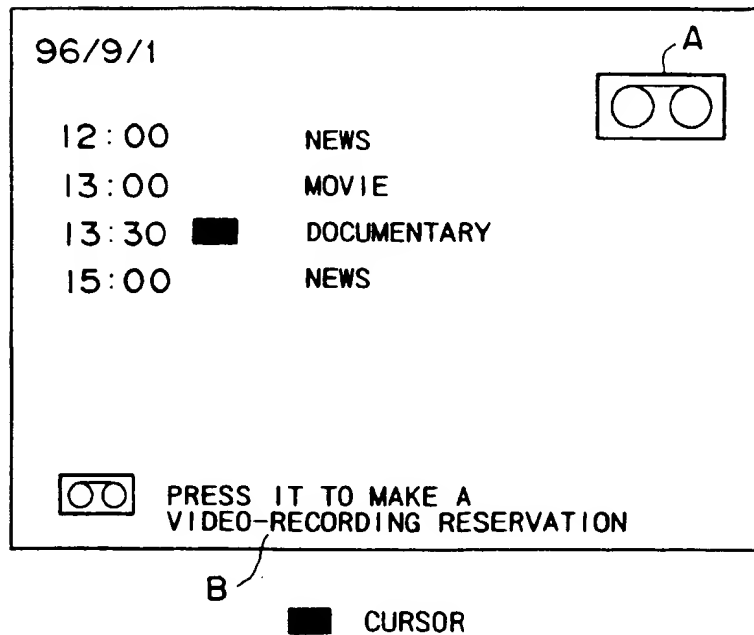 96/9/1
A
12:00 NEWS
13:00 MOVIE
13:30 DOCUMENTARY
15:00 NEWS
PRESS IT TO MAKE A
VIDEO-RECORDING RESERVATION
B
CURSOR